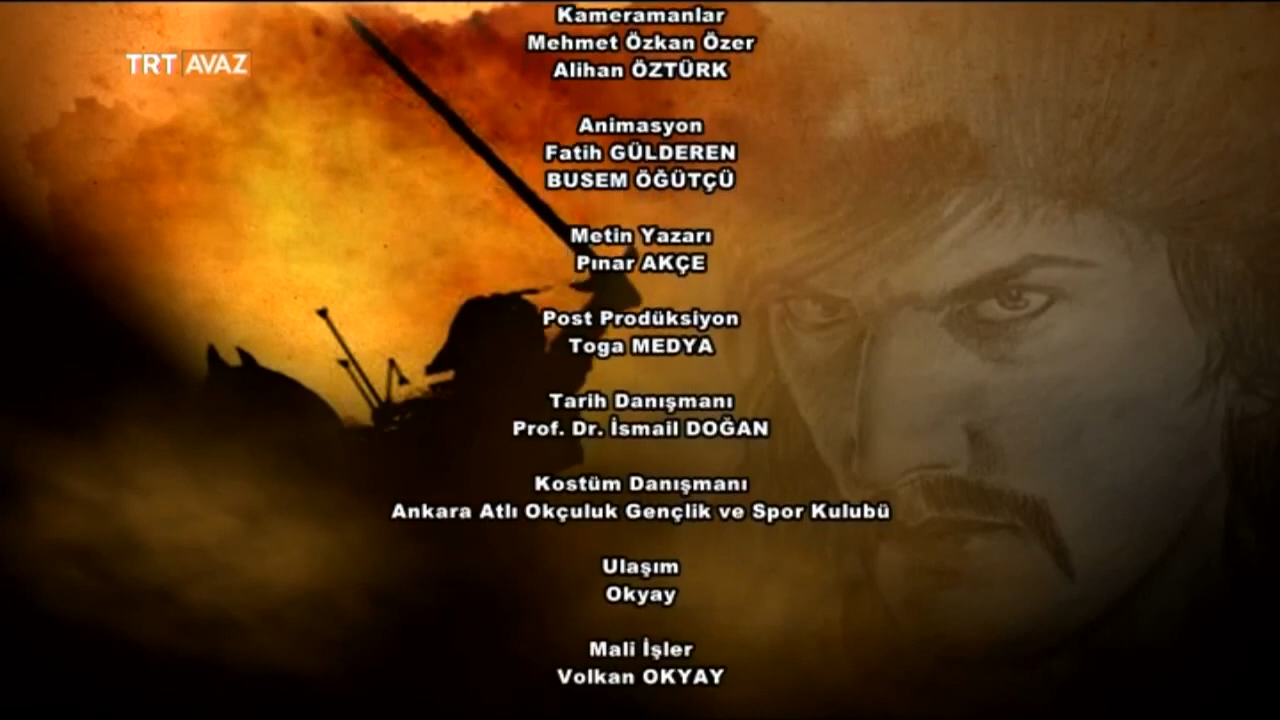 TRT AVAZ
Kameramanlar
Mehmet Özkan Özer
Alihan ÖZTÜRK
Animasyon
Fatih GÜLDEREN
BUSEM ÖĞÜTÇÜ
Metin Yazarı
Pınar AKÇE
Post Prodüksiyon
Toga MEDYA
Tarih Danışmanı
Prof. Dr. İsmail DOĞAN
Kostüm Danışmanı
Ankara Atlı Okçuluk Gençlik ve Spor Kulubü
Ulaşım
Okyay
Mali İşler
Volkan OKYAY